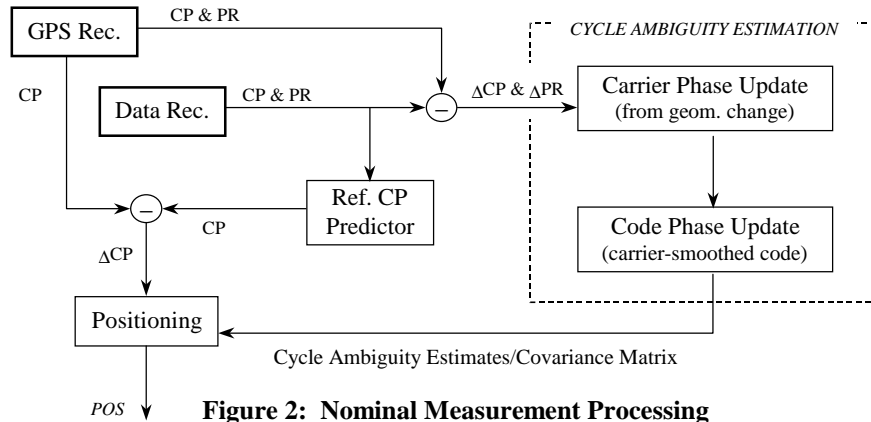 CP & PR
CYCLE AMBIGUITY ESTIMATION
GPS Rec.
CP
CP & PR
Data Rec.
–
ΔCP & ΔPR
Carrier Phase Update
(from geom. change)
Ref. CP
Predictor
–
CP
Code Phase Update
(carrier-smoothed code)
ΔCP
Positioning
Cycle Ambiguity Estimates/Covariance Matrix
POS
Figure 2: Nominal Measurement Processing